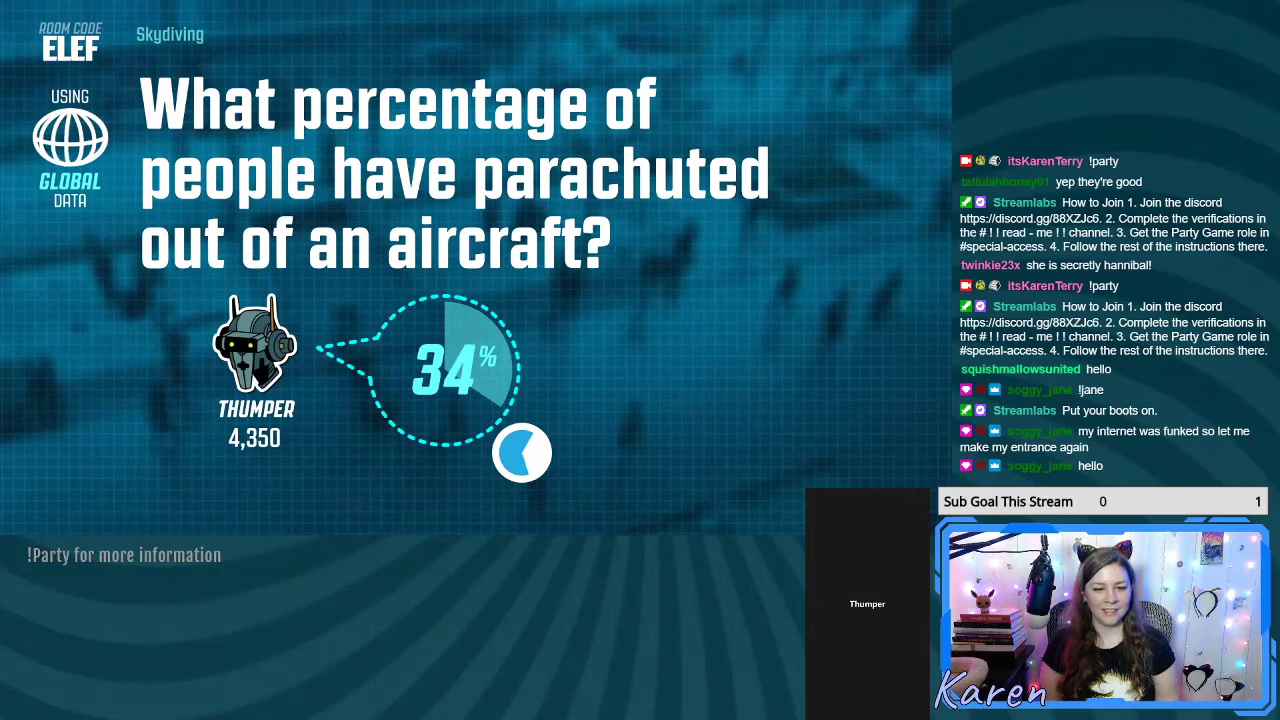 ROOM CODE
ELEF
Skydiving
What percentage of
people have parachuted
out of an aircraft?
USING
GLOBAL
DATA
34%
THUMPER
4,350
!Party for more information
itsKarenTerry !party
tallulahhoney01 yep they're good
Streamlabs How to Join 1. Join the discord
https://discord.gg/88XZJc6. 2. Complete the verifications in
the # ! ! read - me ! ! channel. 3. Get the Party Game role in
#special-access. 4. Follow the rest of the instructions there.
twinkie23x she is secretly hannibal!
itsKarenTerry !party
Streamlabs How to Join 1. Join the discord
https://discord.gg/88XZJc6. 2. Complete the verifications in
the # ! ! read - me ! ! channel. 3. Get the Party Game role in
#special-access. 4. Follow the rest of the instructions there.
squishmallowsunited hello
soggy_jane !jane
Streamlabs Put your boots on.
soggy_jane my internet was funked so let me
make my entrance again
soggy_jane hello
Sub Goal This Stream 0 1
Thumper
Karen